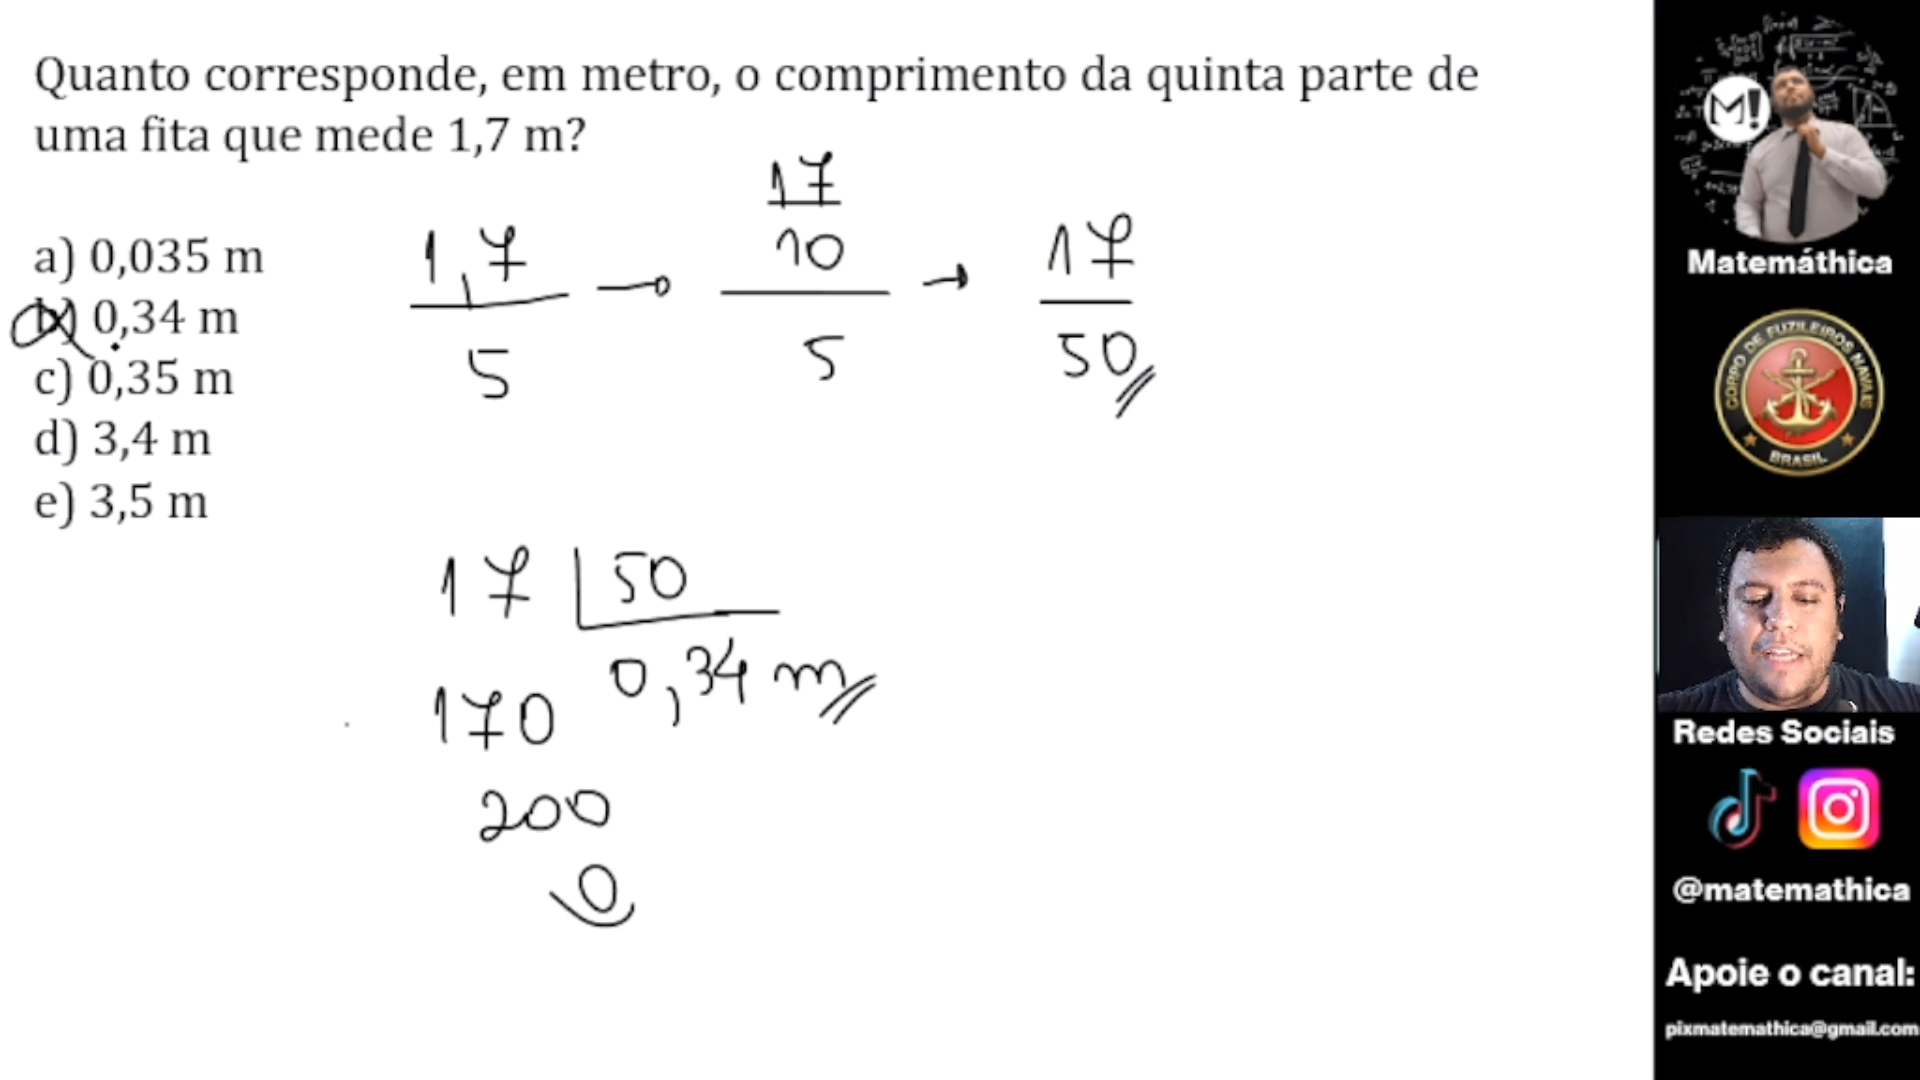 Quanto corresponde, em metro, o comprimento da quinta parte de
uma fita que mede 1,7 m?
a) 0,035 m
b) 0,34 m
c) 0,35 m
d) 3,4 m
e) 3,5 m
1,7
5
17
10
5
17
50
17 50
0,34 m
170
200
0
M!
Matemáthica
CORPO DE FUZILEIROS NAVAIS
BRASIL
Redes Sociais
@matemathica
Apoie o canal:
pixmatemathica@gmail.com